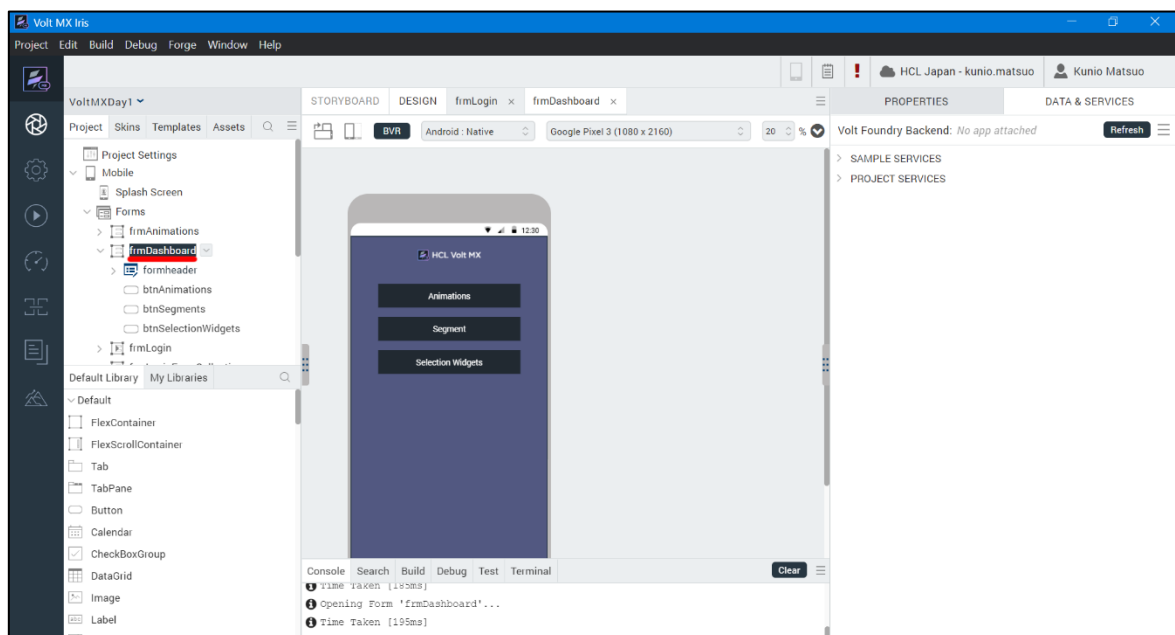 Volt MX Iris
Project Edit Build Debug Forge Window Help
HCL Japan - kunio.matsuo Kunio Matsuo
VoltMXDay1
Project Skins Templates Assets
Project Settings
Mobile
Splash Screen
Forms
frmAnimations
frmDashboard
formheader
btnAnimations
btnSegments
btnSelectionWidgets
frmLogin
Default Library My Libraries
Default
FlexContainer
FlexScrollContainer
Tab
TabPane
Button
Calendar
CheckBoxGroup
DataGrid
Image
Label
STORYBOARD DESIGN frmLogin × frmDashboard ×
BVR Android : Native Google Pixel 3 (1080 x 2160) 20 %
12:30
HCL Volt MX
Animations
Segment
Selection Widgets
Console Search Build Debug Test Terminal Clear
Time Taken [185ms]
Opening Form 'frmDashboard'...
Time Taken [195ms]
PROPERTIES DATA & SERVICES
Volt Foundry Backend: No app attached Refresh
SAMPLE SERVICES
PROJECT SERVICES